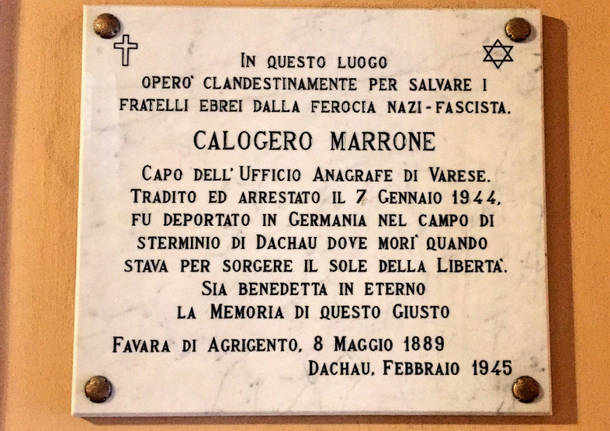 IN QUESTO LUOGO
OPERO' CLANDESTINAMENTE PER SALVARE I
FRATELLI EBREI DALLA FEROCIA NAZI-FASCISTA.
CALOGERO MARRONE
CAPO DELL'UFFICIO ANAGRAFE DI VARESE.
TRADITO ED ARRESTATO IL 7 GENNAIO 1944,
FU DEPORTATO IN GERMANIA NEL CAMPO DI
STERMINIO DI DACHAU DOVE MORI' QUANDO
STAVA PER SORGERE IL SOLE DELLA LIBERTA'.
SIA BENEDETTA IN ETERNO
LA MEMORIA DI QUESTO GIUSTO
FAVARA DI AGRIGENTO, 8 MAGGIO 1889
DACHAU, FEBBRAIO 1945